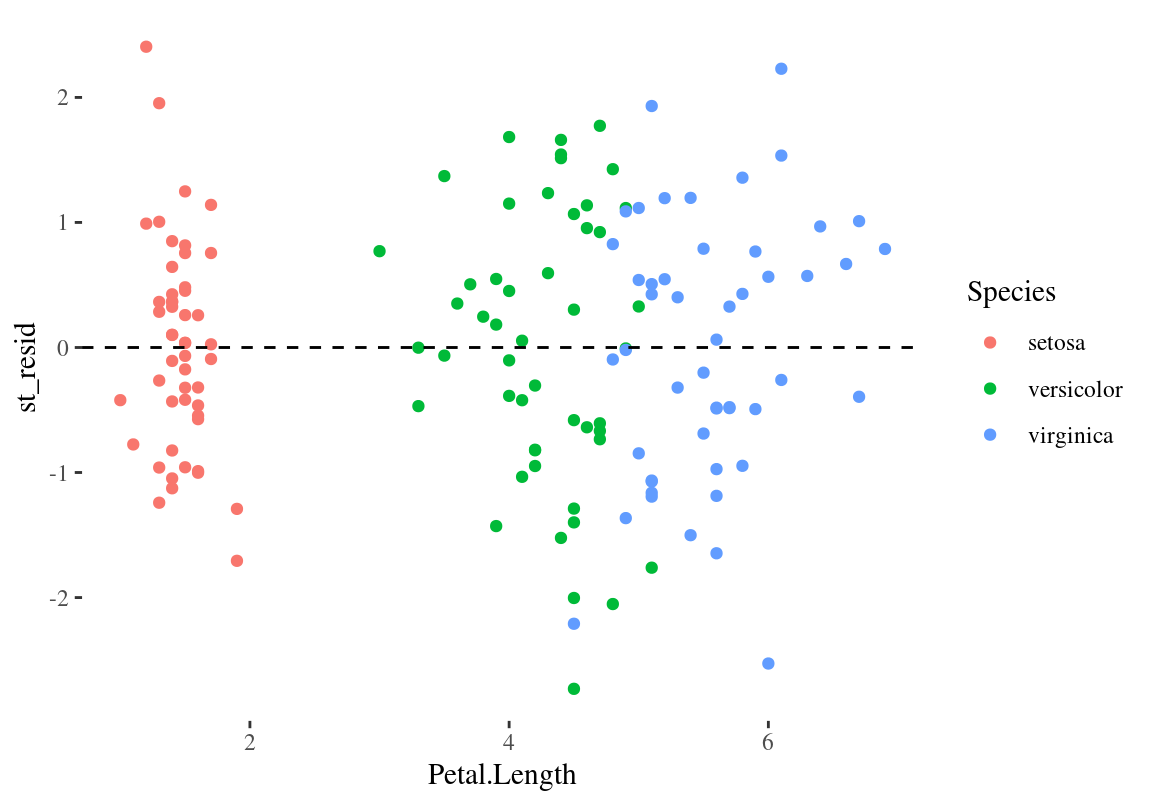 st_resid
2
1
0
-1
-2
2
4
6
Petal.Length
Species
setosa
versicolor
virginica